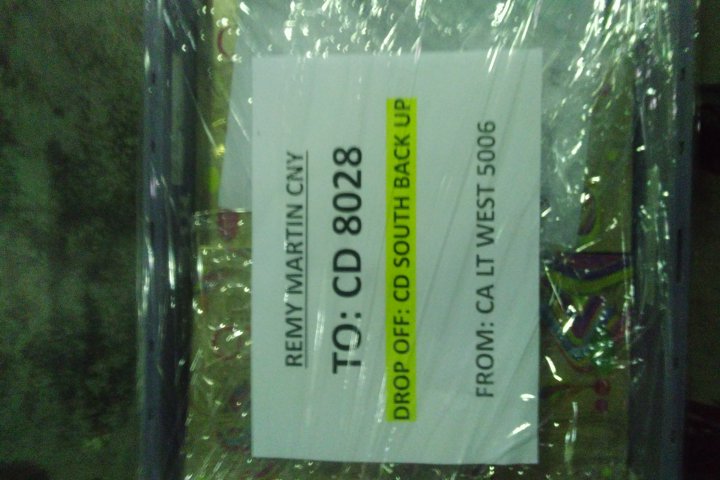 REMY MARTIN CNY
TO: CD 8028
DROP OFF: CD SOUTH BACK UP
FROM: CA LT WEST 5006